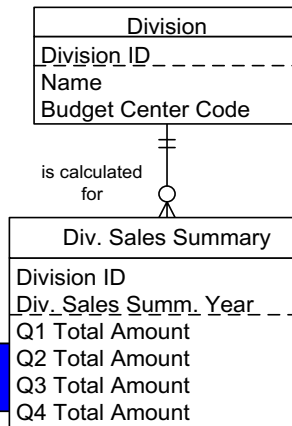 Division
Division ID
Name
Budget Center Code
is calculated
for
Div. Sales Summary
Division ID
Div. Sales Summ. Year
Q1 Total Amount
Q2 Total Amount
Q3 Total Amount
Q4 Total Amount